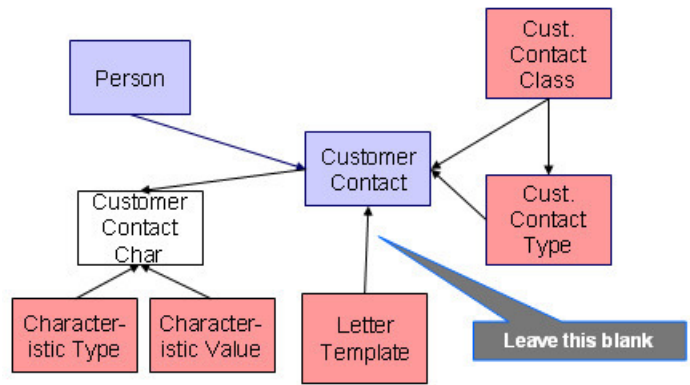 Person
Cust.
Contact
Class
Customer
Contact
Customer
Contact
Char
Cust.
Contact
Type
Character-
istic Type
Character-
istic Value
Letter
Template
Leave this blank